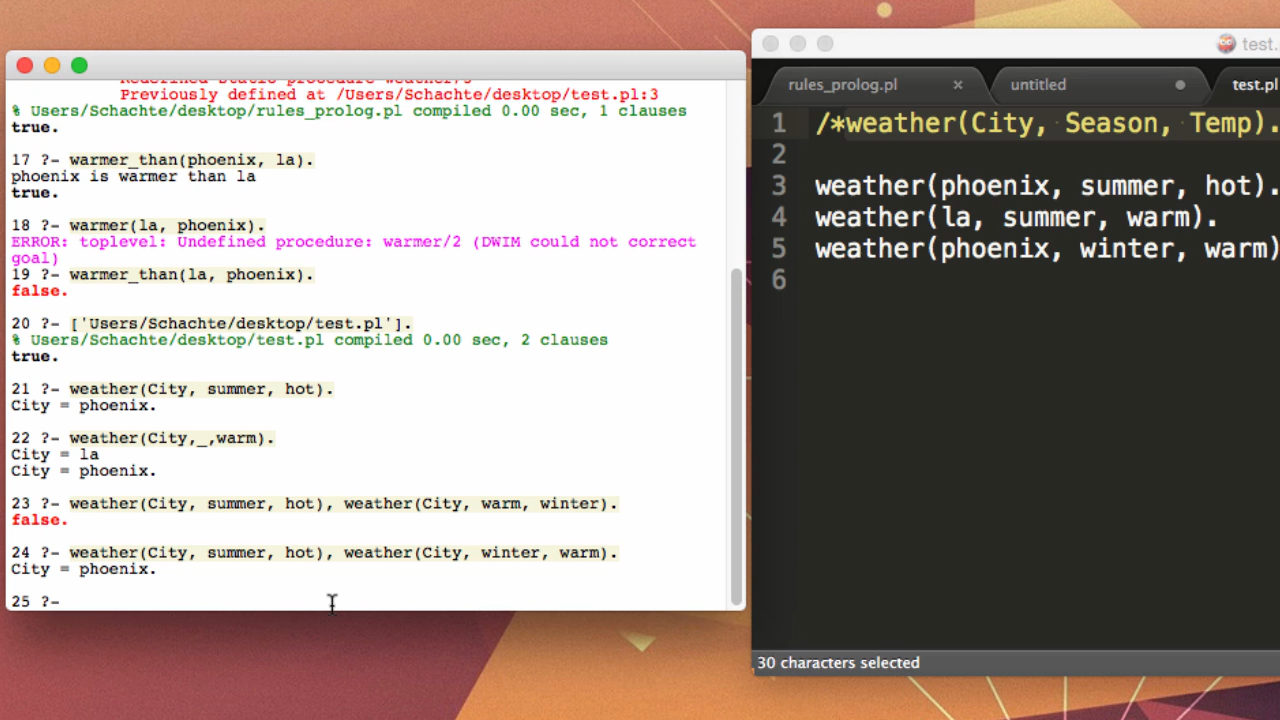 Redefined static procedure weather/3
Previously defined at /Users/Schachte/desktop/test.pl:3
% Users/Schachte/desktop/rules_prolog.pl compiled 0.00 sec, 1 clauses
true.
17 ?- warmer_than(phoenix, la).
phoenix is warmer than la
true.
18 ?- warmer(la, phoenix).
ERROR: toplevel: Undefined procedure: warmer/2 (DWIM could not correct
goal)
19 ?- warmer_than(la, phoenix).
false.
20 ?- ['Users/Schachte/desktop/test.pl'].
% Users/Schachte/desktop/test.pl compiled 0.00 sec, 2 clauses
true.
21 ?- weather(City, summer, hot).
City = phoenix.
22 ?- weather(City,_,warm).
City = la
City = phoenix.
23 ?- weather(City, summer, hot), weather(City, warm, winter).
false.
24 ?- weather(City, summer, hot), weather(City, winter, warm).
City = phoenix.
25 ?-
test.
rules_prolog.pl × untitled test.pl
1 /*weather(City, Season, Temp).
2
3 weather(phoenix, summer, hot).
4 weather(la, summer, warm).
5 weather(phoenix, winter, warm)
6
30 characters selected